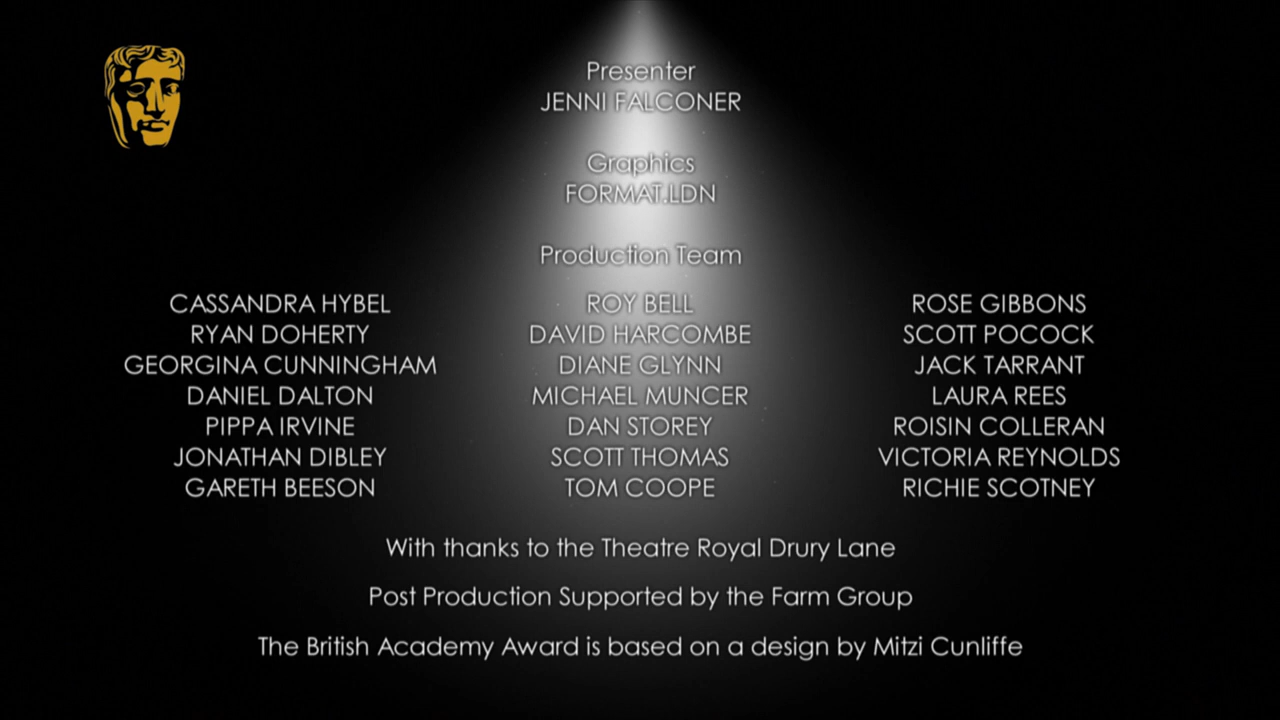 Presenter
JENNI FALCONER
Graphics
FORMAT.LDN
Production Team
CASSANDRA HYBEL
RYAN DOHERTY
GEORGINA CUNNINGHAM
DANIEL DALTON
PIPPA IRVINE
JONATHAN DIBLEY
GARETH BEESON
ROY BELL
DAVID HARCOMBE
DIANE GLYNN
MICHAEL MUNCER
DAN STOREY
SCOTT THOMAS
TOM COOPE
ROSE GIBBONS
SCOTT POCOCK
JACK TARRANT
LAURA REES
ROISIN COLLERAN
VICTORIA REYNOLDS
RICHIE SCOTNEY
With thanks to the Theatre Royal Drury Lane
Post Production Supported by the Farm Group
The British Academy Award is based on a design by Mitzi Cunliffe